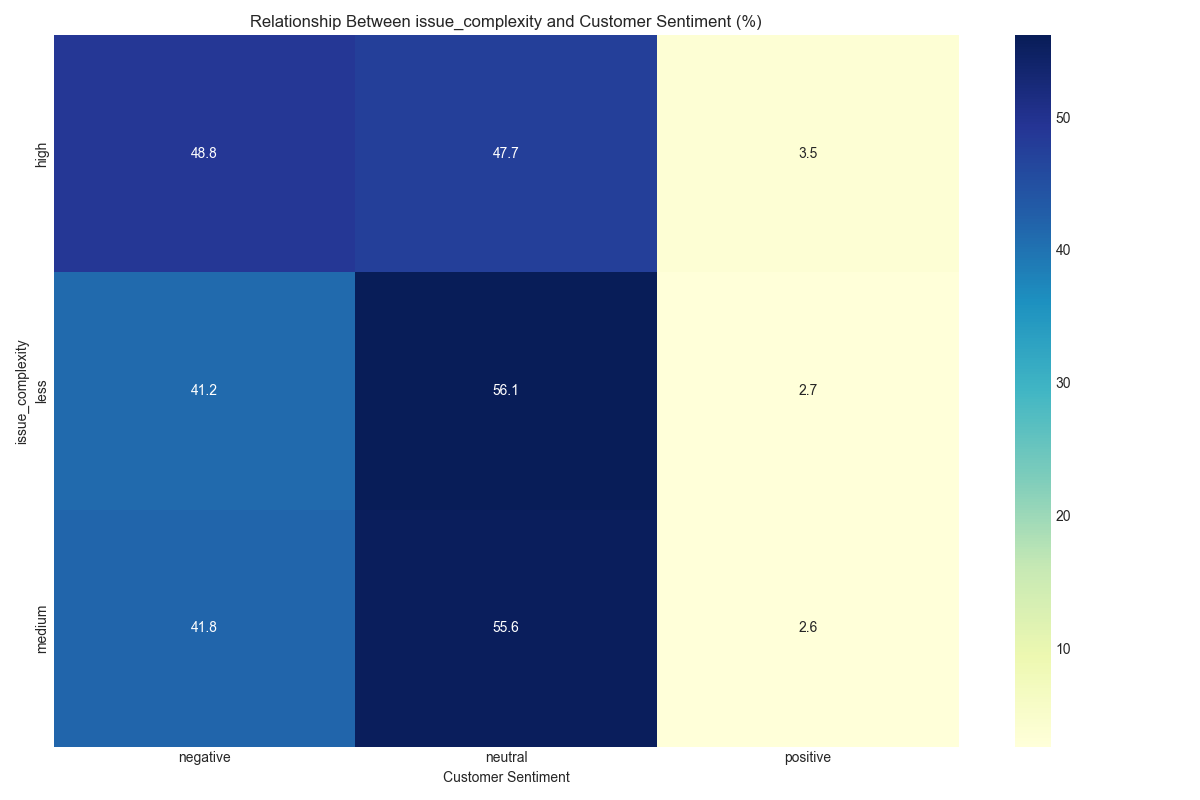 Relationship Between issue_complexity and Customer Sentiment (%)
issue_complexity
high
48.8 47.7 3.5
less
41.2 56.1 2.7
medium
41.8 55.6 2.6
negative neutral positive
Customer Sentiment
50
40
30
20
10